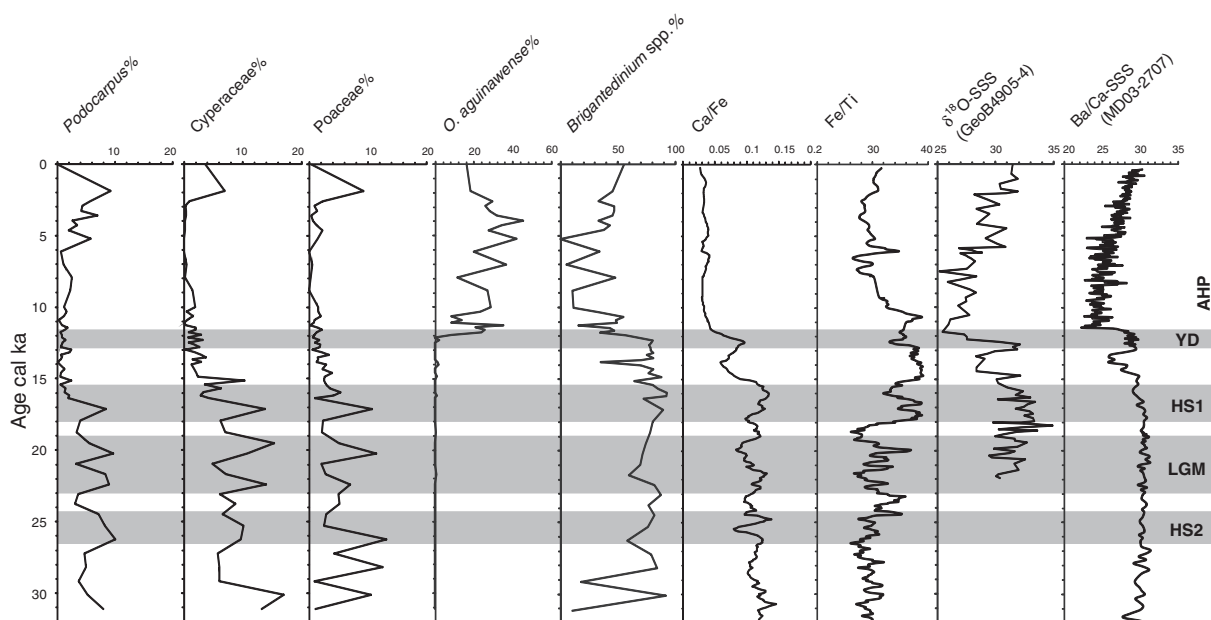 Podocarpus%
Cyperaceae%
Poaceae%
O. aguinawense%
Brigantedinium spp.%
Ca/Fe
Fe/Ti
δ18O-SSS
(GeoB4905-4)
Ba/Ca-SSS
(MD03-2707)
0 10 20 10 20 10 20 20 40 60 0 50 100 0 0.05 0.1 0.15 0.2 30 40 25 30 35 20 25 30 35
Age cal ka
0
5
10
15
20
25
30
AHP
YD
HS1
LGM
HS2